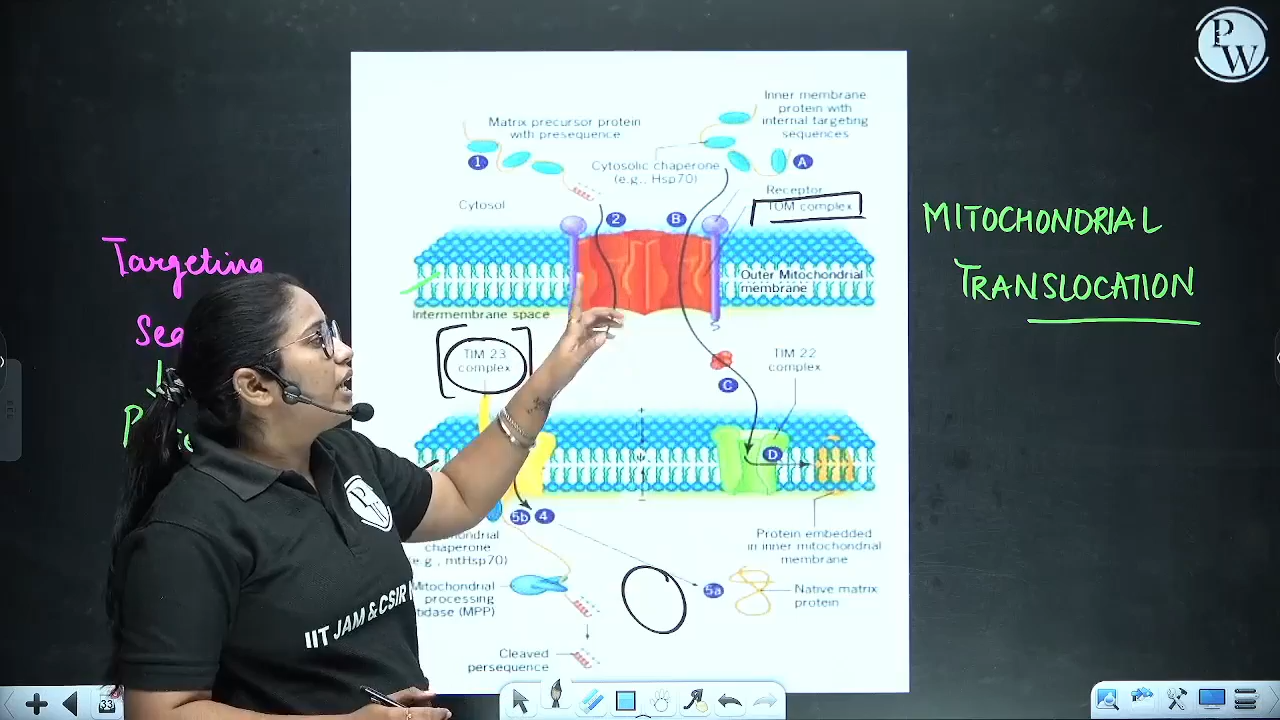 P
W
Inner membrane
protein with
internal targeting
sequences
Matrix precursor protein
with presequence
1
Cytosolic chaperone
(e.g., Hsp70)
A
Receptor
TOM complex
Cytosol
2
B
MITOCHONDRIAL
TRANSLOCATION
Targeting
Outer Mitochondrial
membrane
Intermembrane space
TIM 23
complex
TIM 22
complex
C
D
5b
4
Protein embedded
in inner mitochondrial
membrane
chaperone
e.g., mtHsp70)
Mitochondrial
processing
(MPP)
5a
Native matrix
protein
Cleaved
persequence
IIT JAM & CSIR
33